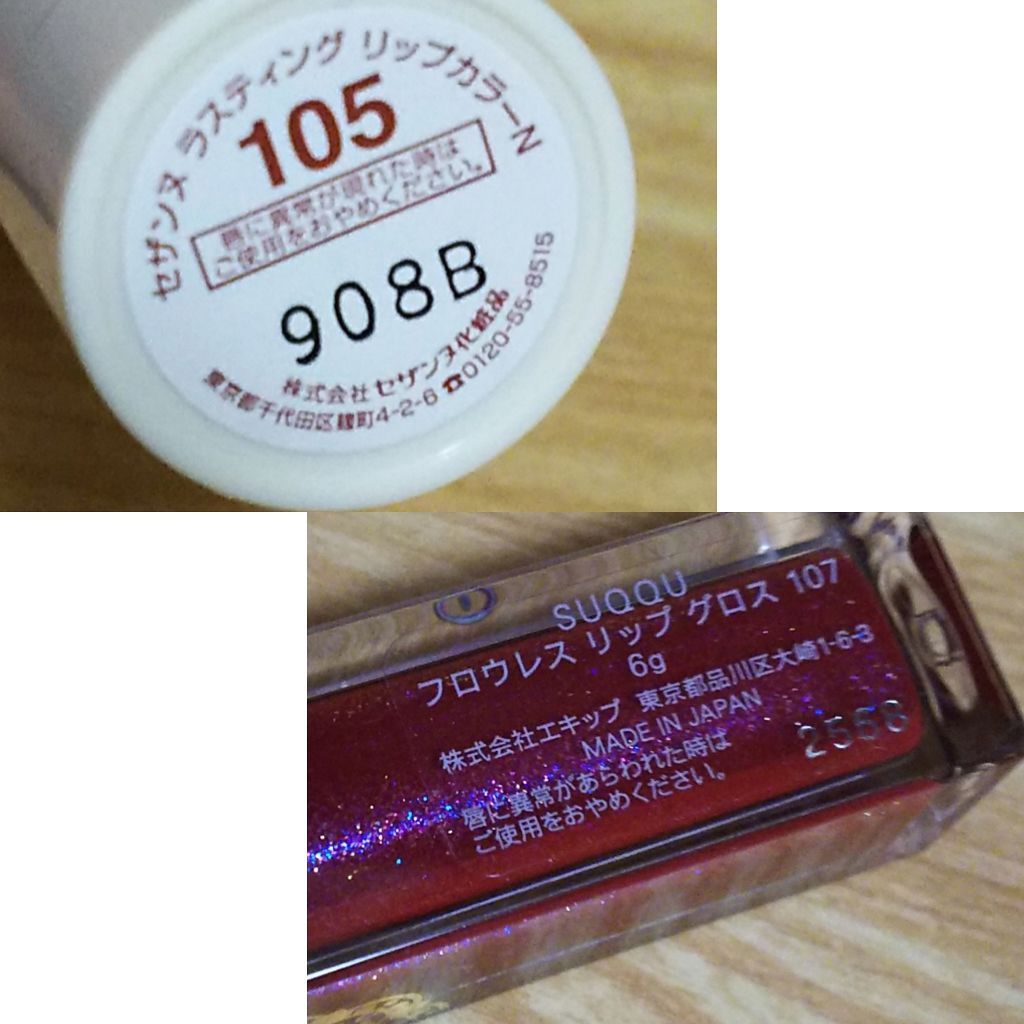 セザンヌ ラスティング リップカラーN
105
唇に異常が現れた時は
ご使用をおやめください。
908B
株式会社 セザンヌ化粧品
東京都千代田区麹町4-2-6 ☎0120-55-8515
SUQQU
フロウレス リップ グロス 107
6g
株式会社エキップ 東京都品川区大崎1-6-3
MADE IN JAPAN
2558
唇に異常があらわれた時は
ご使用をおやめください。